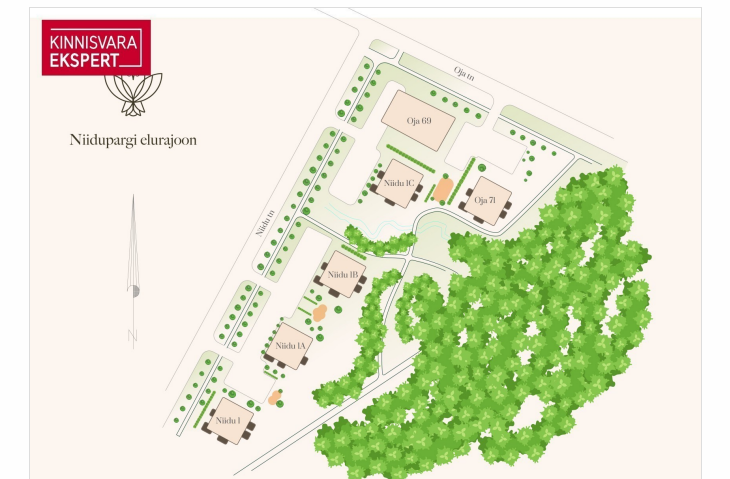 KINNISVARA
EKSPERT
Niidupargi elurajoon
Oja tn
Oja 69
Niidu 1C
Oja 71
Niidu tn
Niidu 1B
Niidu 1A
Niidu 1
N